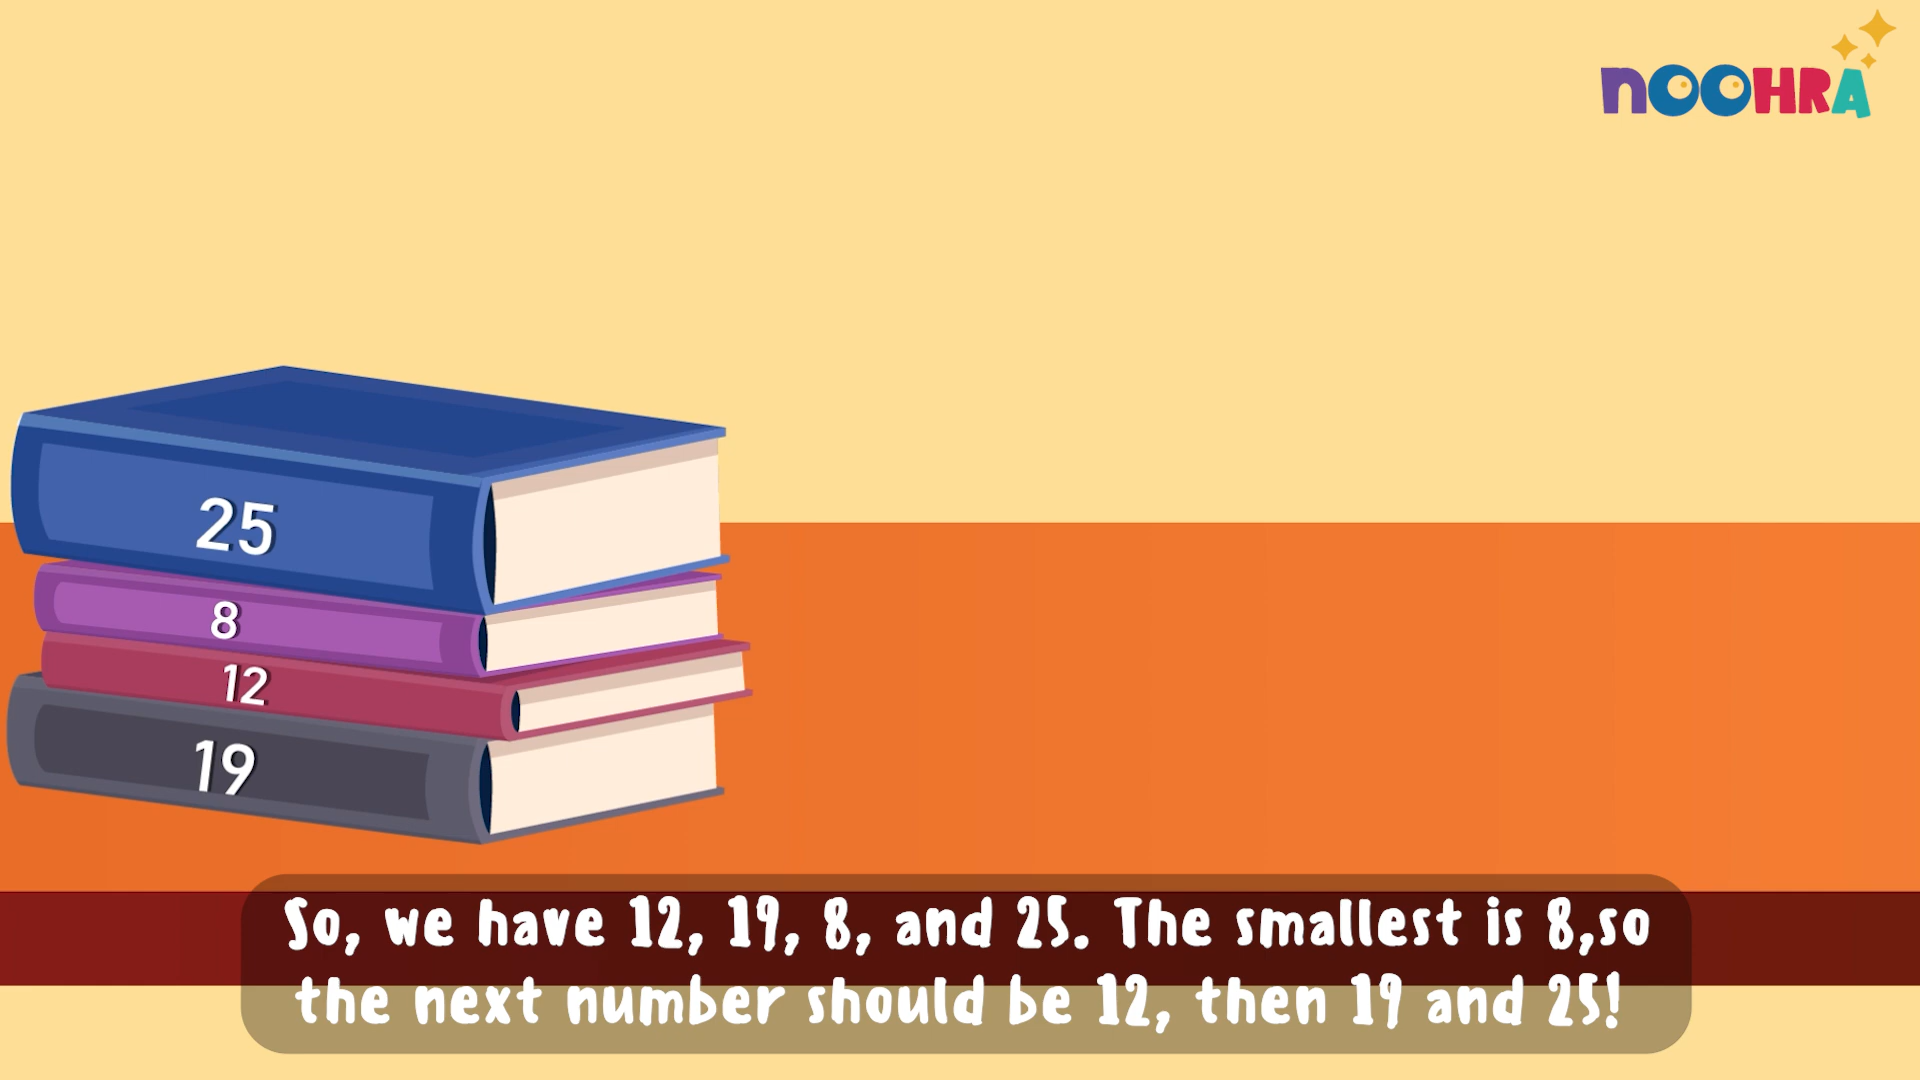 nOOHRA
25
8
12
19
So, we have 12, 19, 8, and 25. The smallest is 8,so
the next number should be 12, then 19 and 25!